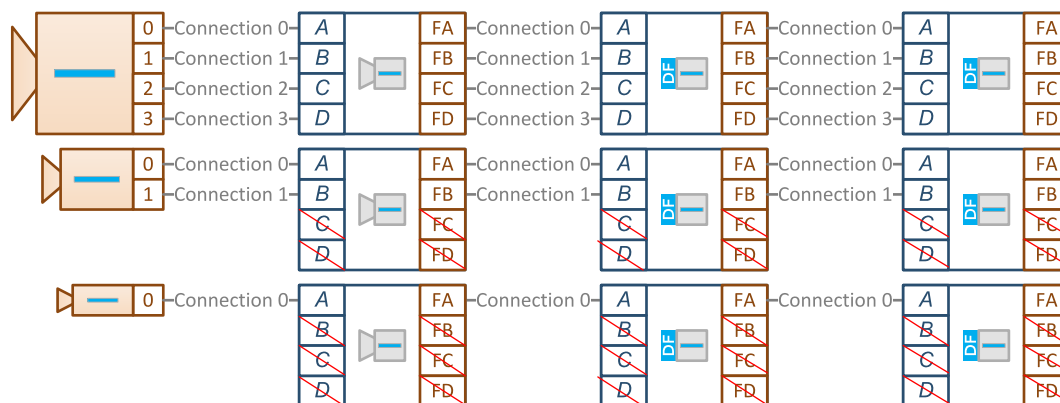 0 Connection 0 A FA Connection 0 A FA Connection 0 A FA
1 Connection 1 B FB Connection 1 B FB Connection 1 B FB
2 Connection 2 C FC Connection 2 C FC Connection 2 C FC
3 Connection 3 D FD Connection 3 D FD Connection 3 D FD
DF DF
0 Connection 0 A FA Connection 0 A FA Connection 0 A FA
1 Connection 1 B FB Connection 1 B FB Connection 1 B FB
C FC C FC C FC
D FD D FD D FD
DF DF
0 Connection 0 A FA Connection 0 A FA Connection 0 A FA
B FB B FB B FB
C FC C FC C FC
D FD D FD D FD
DF DF